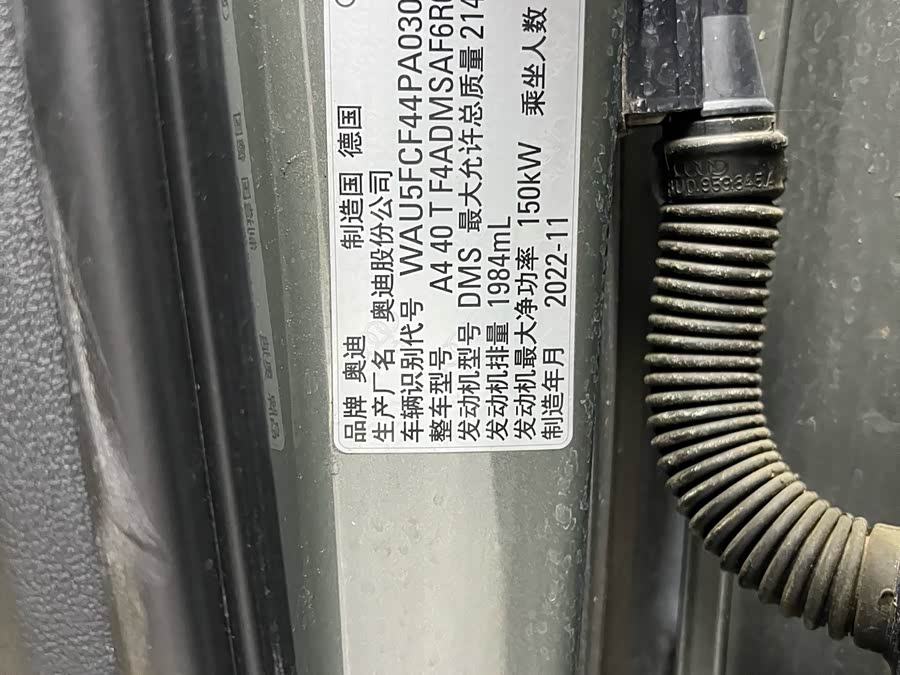 品牌 奥迪 制造国 德国
生产厂名 奥迪股份公司
车辆识别代号 WAU5FCF44PA030
整车型号 A4 40 T F4ADMSAF6R
发动机型号 DMS 最大允许总质量 214
发动机排量 1984mL
发动机最大净功率 150kW 乘坐人数
制造年月 2022-11